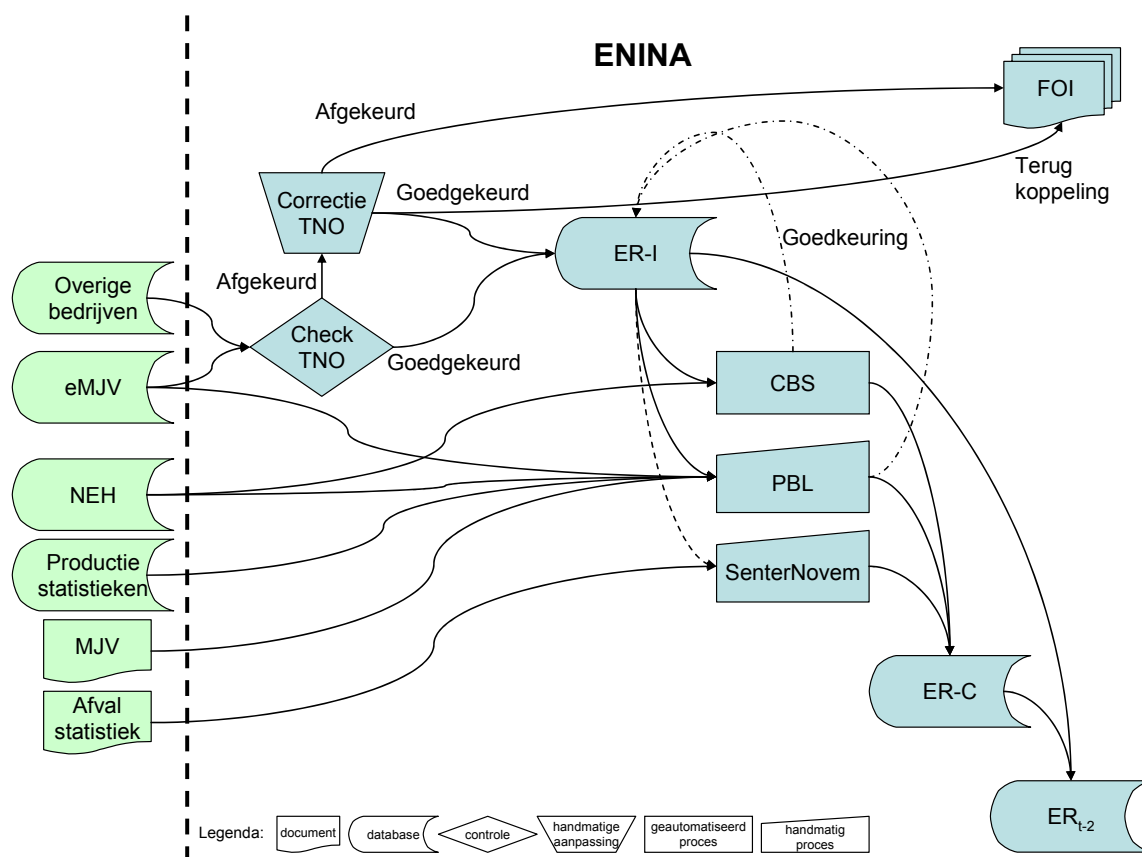 ENINA
FOI
Afgekeurd
Terug
koppeling
Correctie
TNO
Goedgekeurd
ER-I
Goedkeuring
Afgekeurd
Overige
bedrijven
Check
TNO
Goedgekeurd
eMJV
CBS
NEH
PBL
Productie
statistieken
SenterNovem
MJV
ER-C
Afval
statistiek
ERt-2
Legenda:
document
database
controle
handmatige
aanpassing
geautomatiseerd
proces
handmatig
proces